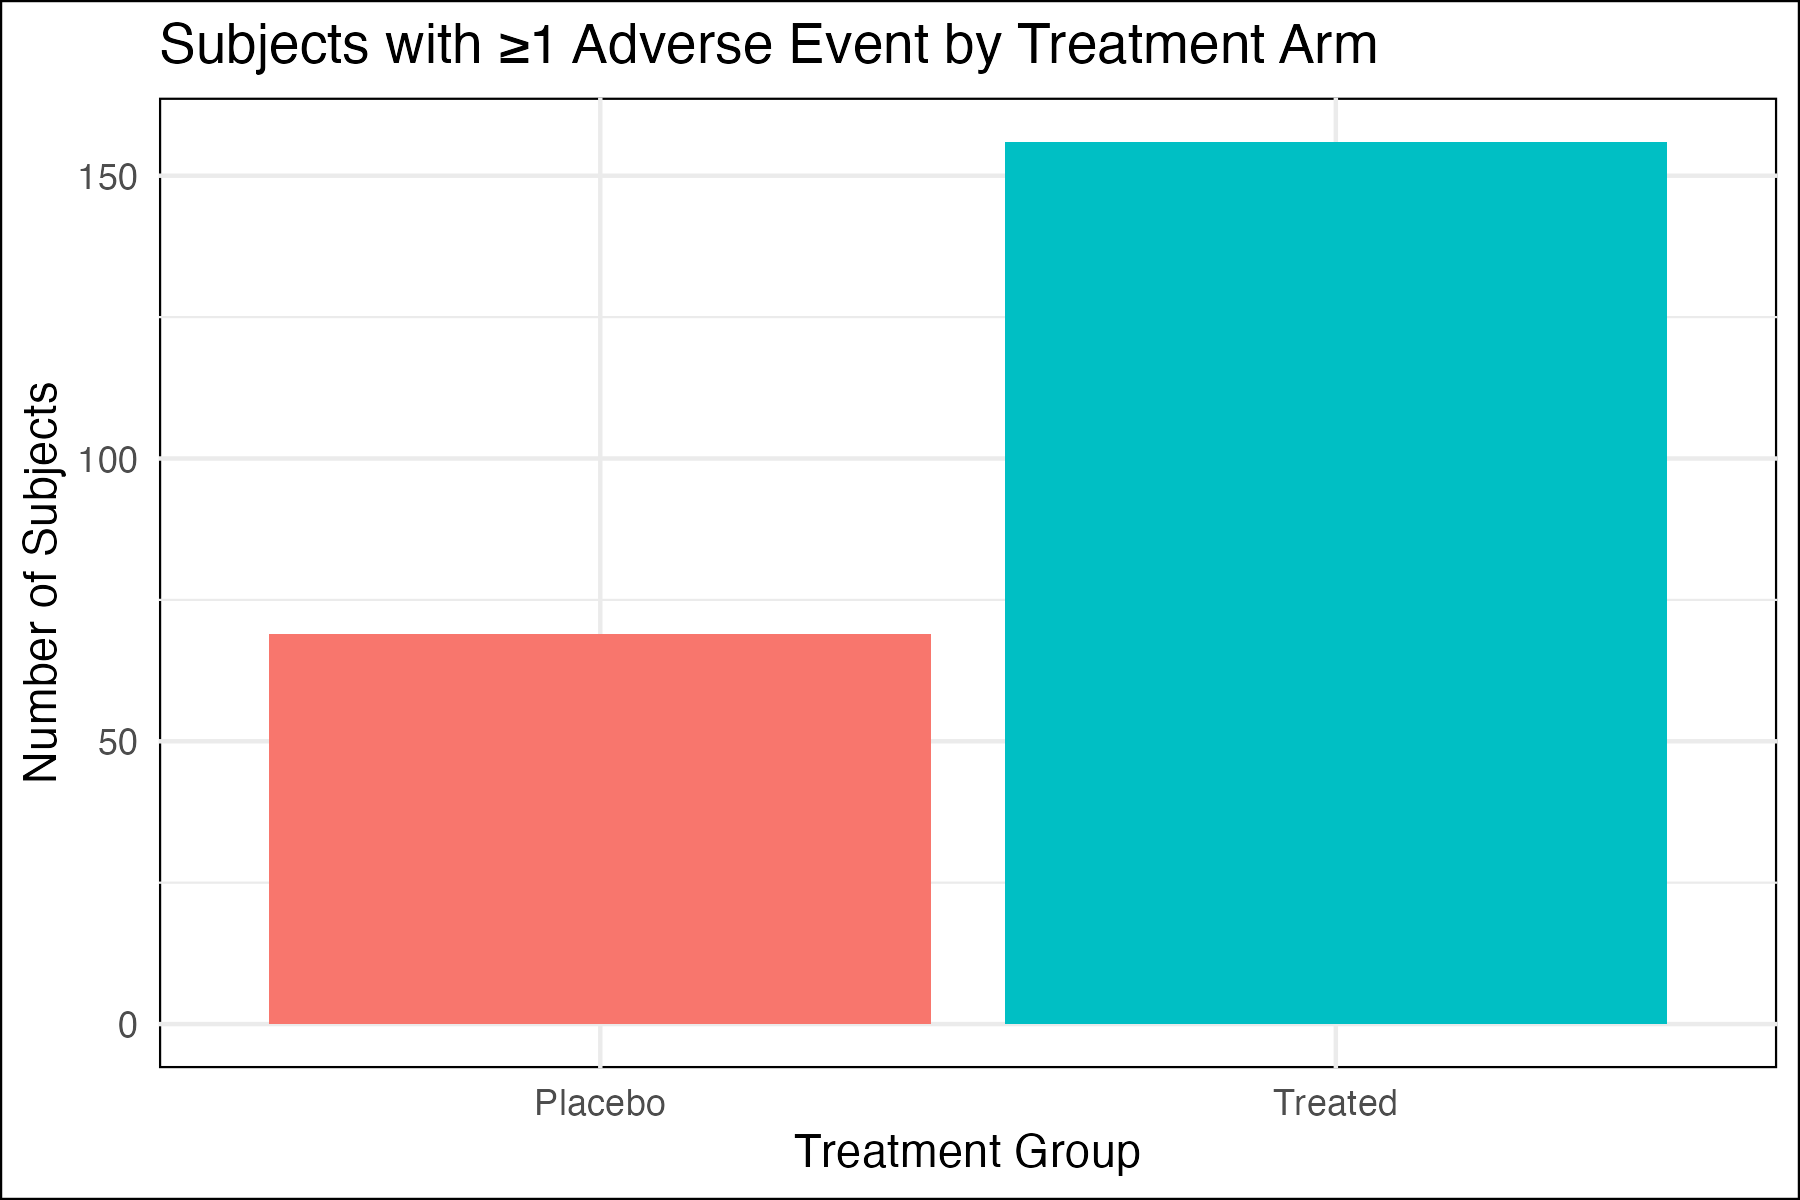 Subjects with ≥1 Adverse Event by Treatment Arm
Number of Subjects
150
100
50
0
Placebo
Treated
Treatment Group